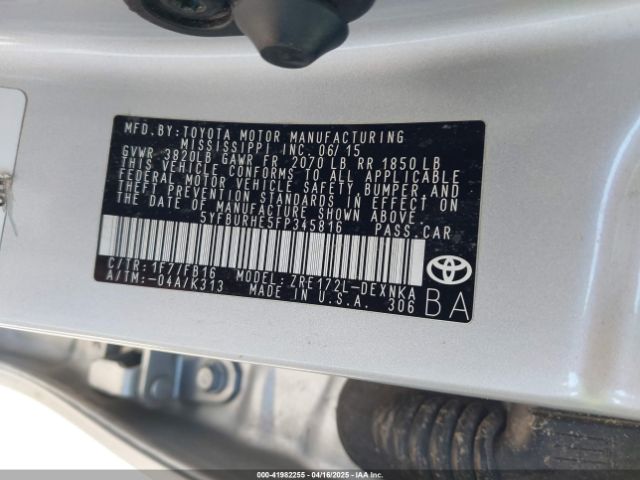 MFD.BY:TOYOTA MOTOR MANUFACTURING
MISSISSIPPI INC. 06/15
GVWR 3820LB GAWR FR 2070 LB RR 1850 LB
THIS VEHICLE CONFORMS TO ALL APPLICABLE
FEDERAL MOTOR VEHICLE SAFETY BUMPER, AND
THEFT PREVENTION STANDARDS IN EFFECT ON
THE DATE OF MANUFACTURE SHOWN ABOVE.
5YFBURHE5FP345816 PASS.CAR
C/TR:1F7/FB16 MODEL:ZRE172L-DEXNKA
A/TM:-04A/K313 MADE IN U.S.A. 306
BA
000-41982255 - 04/16/2025 - IAA Inc.